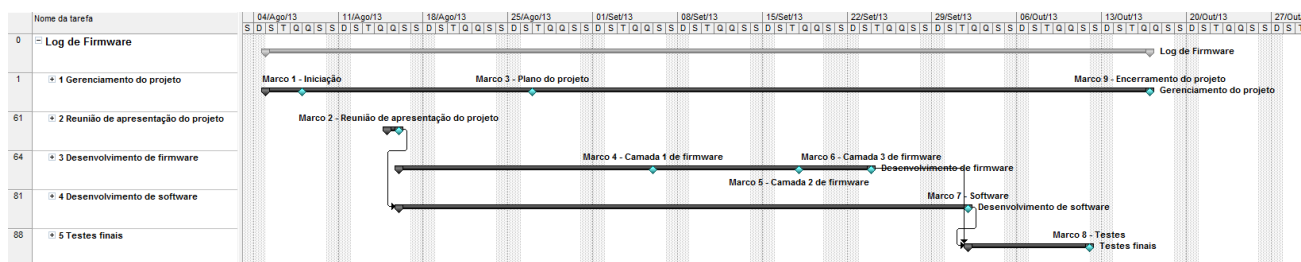 Nome da tarefa
04/Ago/13 11/Ago/13 18/Ago/13 25/Ago/13 01/Set/13 08/Set/13 15/Set/13 22/Set/13 29/Set/13 06/Out/13 13/Out/13 20/Out/13 27/Out
S D S T Q Q S S D S T Q Q S S D S T Q Q S S D S T Q Q S S D S T Q Q S S D S T Q Q S S D S T Q Q S S D S T Q Q S S D S T Q Q S S D S T Q Q S S D S T Q Q S S D S T Q Q S S D S T
0 Log de Firmware
Log de Firmware
1 1 Gerenciamento do projeto
Marco 1 - Iniciação Marco 3 - Plano do projeto Marco 9 - Encerramento do projeto
Gerenciamento do projeto
61 2 Reunião de apresentação do projeto
Marco 2 - Reunião de apresentação do projeto
64 3 Desenvolvimento de firmware
Marco 4 - Camada 1 de firmware Marco 6 - Camada 3 de firmware
Desenvolvimento de firmware
Marco 5 - Camada 2 de firmware
81 4 Desenvolvimento de software
Marco 7 - Software
Desenvolvimento de software
88 5 Testes finais
Marco 8 - Testes
Testes finais